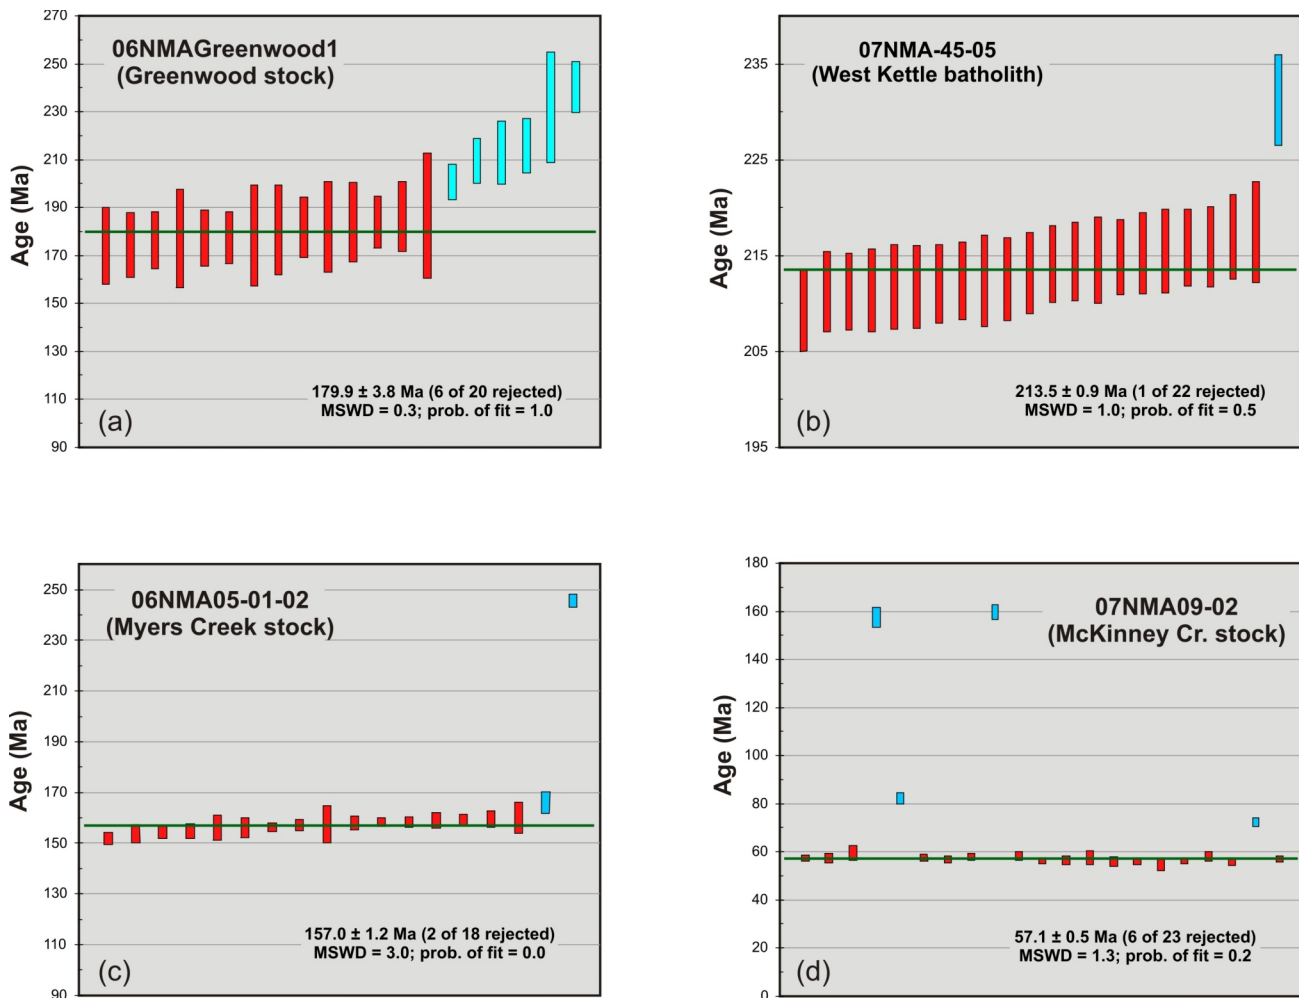 270
250
230
210
190
170
150
130
110
90
Age (Ma)
06NMAGreenwood1
(Greenwood stock)
179.9 ± 3.8 Ma (6 of 20 rejected)
MSWD = 0.3; prob. of fit = 1.0
(a)
235
225
215
205
195
Age (Ma)
07NMA-45-05
(West Kettle batholith)
213.5 ± 0.9 Ma (1 of 22 rejected)
MSWD = 1.0; prob. of fit = 0.5
(b)
250
230
210
190
170
150
130
110
90
Age (Ma)
06NMA05-01-02
(Myers Creek stock)
157.0 ± 1.2 Ma (2 of 18 rejected)
MSWD = 3.0; prob. of fit = 0.0
(c)
180
160
140
120
100
80
60
40
20
0
Age (Ma)
07NMA09-02
(McKinney Cr. stock)
57.1 ± 0.5 Ma (6 of 23 rejected)
MSWD = 1.3; prob. of fit = 0.2
(d)